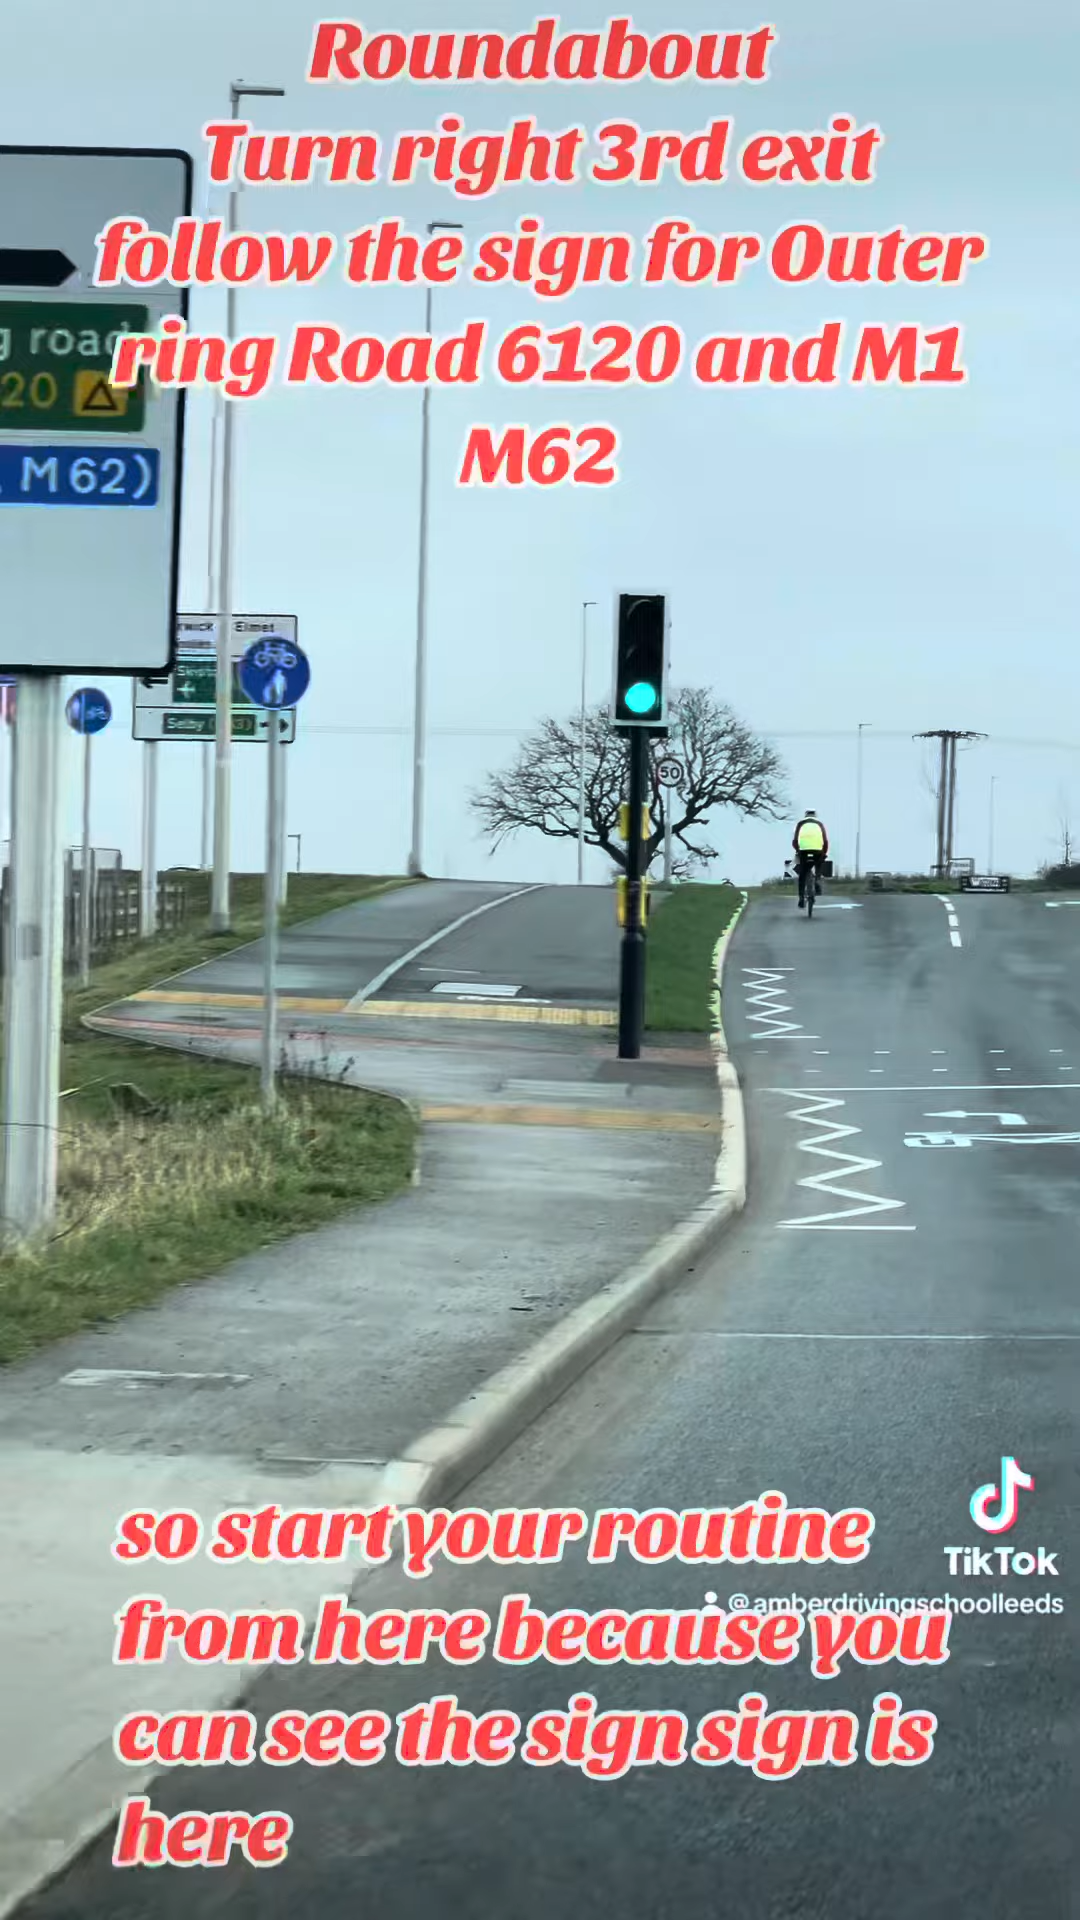 Roundabout
Turn right 3rd exit
follow the sign for Outer
ring Road 6120 and M1
M62
g road
20
M62)
Elmet
Selby
50
TikTok
@amberdrivingschoolleeds
so start your routine
from here because you
can see the sign sign is
here